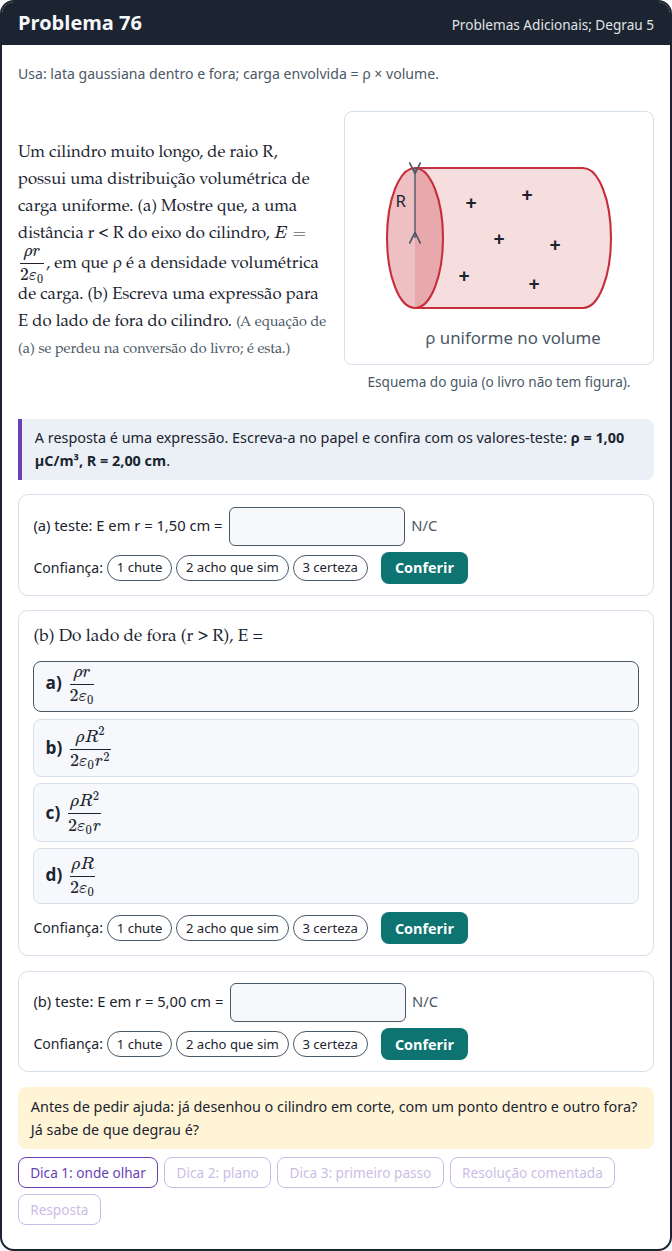 Problema 76
Problemas Adicionais; Degrau 5
Usa: lata gaussiana dentro e fora; carga envolvida = ρ × volume.
Um cilindro muito longo, de raio R,
possui uma distribuição volumétrica de
carga uniforme. (a) Mostre que, a uma
distância r < R do eixo do cilindro, E =
ρr/2ε₀, em que ρ é a densidade volumétrica
de carga. (b) Escreva uma expressão para
E do lado de fora do cilindro. (A equação de
(a) se perdeu na conversão do livro; é esta.)
R
+ + + + + +
ρ uniforme no volume
Esquema do guia (o livro não tem figura).
A resposta é uma expressão. Escreva-a no papel e confira com os valores-teste: ρ = 1,00
μC/m³, R = 2,00 cm.
(a) teste: E em r = 1,50 cm = N/C
Confiança: 1 chute 2 acho que sim 3 certeza Conferir
(b) Do lado de fora (r > R), E =
a) ρr/2ε₀
b) ρR²/2ε₀r²
c) ρR²/2ε₀r
d) ρR/2ε₀
Confiança: 1 chute 2 acho que sim 3 certeza Conferir
(b) teste: E em r = 5,00 cm = N/C
Confiança: 1 chute 2 acho que sim 3 certeza Conferir
Antes de pedir ajuda: já desenhou o cilindro em corte, com um ponto dentro e outro fora?
Já sabe de que degrau é?
Dica 1: onde olhar Dica 2: plano Dica 3: primeiro passo Resolução comentada
Resposta